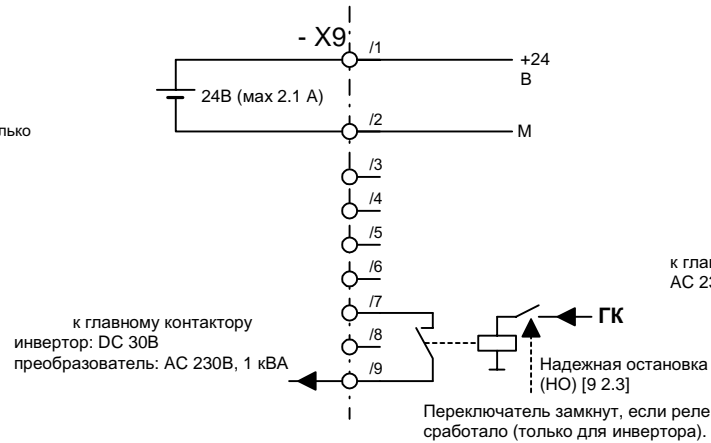 - X9
/1
+24
В
24В (мах 2.1 А)
/2
М
/3
/4
/5
/6
/7
ГК
к главному контактору
инвертор: DC 30В
преобразователь: AC 230В, 1 кВА
/8
/9
Надежная остановка
(НО) [9 2.3]
Переключатель замкнут, если реле
сработало (только для инвертора).